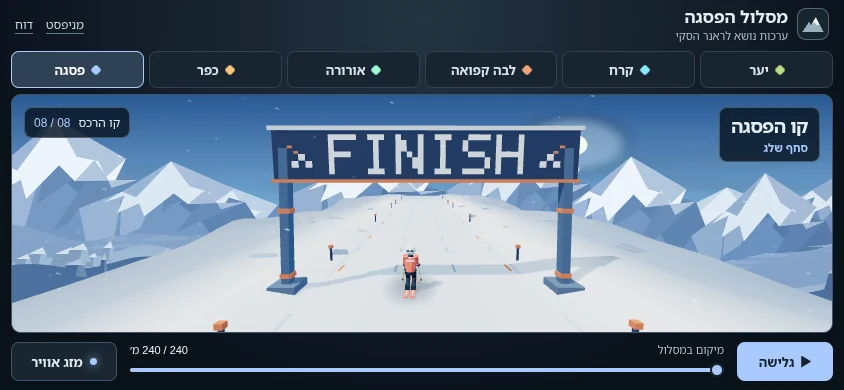 מסלול הפסגה
ערכות נושא לראנר הסקי
מניפסט
דוח
יער
קרח
לבה קפואה
אורורה
כפר
פסגה
קו הפסגה
סחף שלג
קו הרכס 08 / 08
FINISH
גלישה
מיקום במסלול
240 / 240 מ׳
מזג אוויר